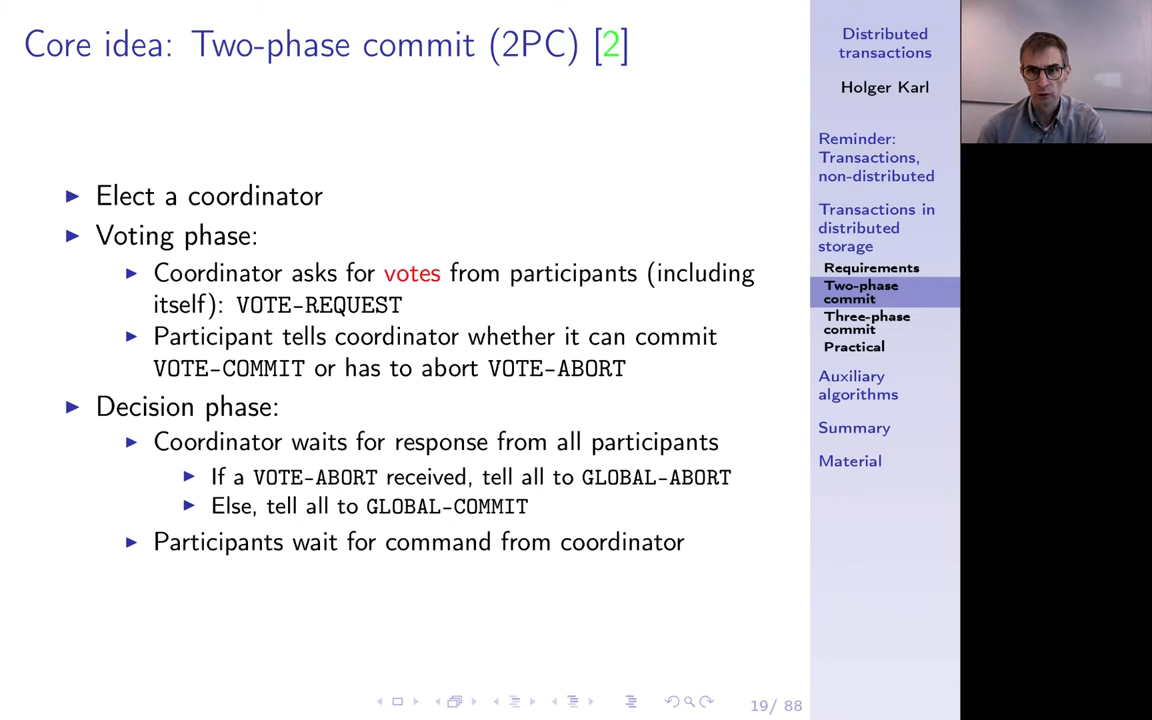 Core idea: Two-phase commit (2PC) [2]
Elect a coordinator
Voting phase:
Coordinator asks for votes from participants (including
itself): VOTE-REQUEST
Participant tells coordinator whether it can commit
VOTE-COMMIT or has to abort VOTE-ABORT
Decision phase:
Coordinator waits for response from all participants
If a VOTE-ABORT received, tell all to GLOBAL-ABORT
Else, tell all to GLOBAL-COMMIT
Participants wait for command from coordinator
19/ 88
Distributed
transactions
Holger Karl
Reminder:
Transactions,
non-distributed
Transactions in
distributed
storage
Requirements
Two-phase
commit
Three-phase
commit
Practical
Auxiliary
algorithms
Summary
Material